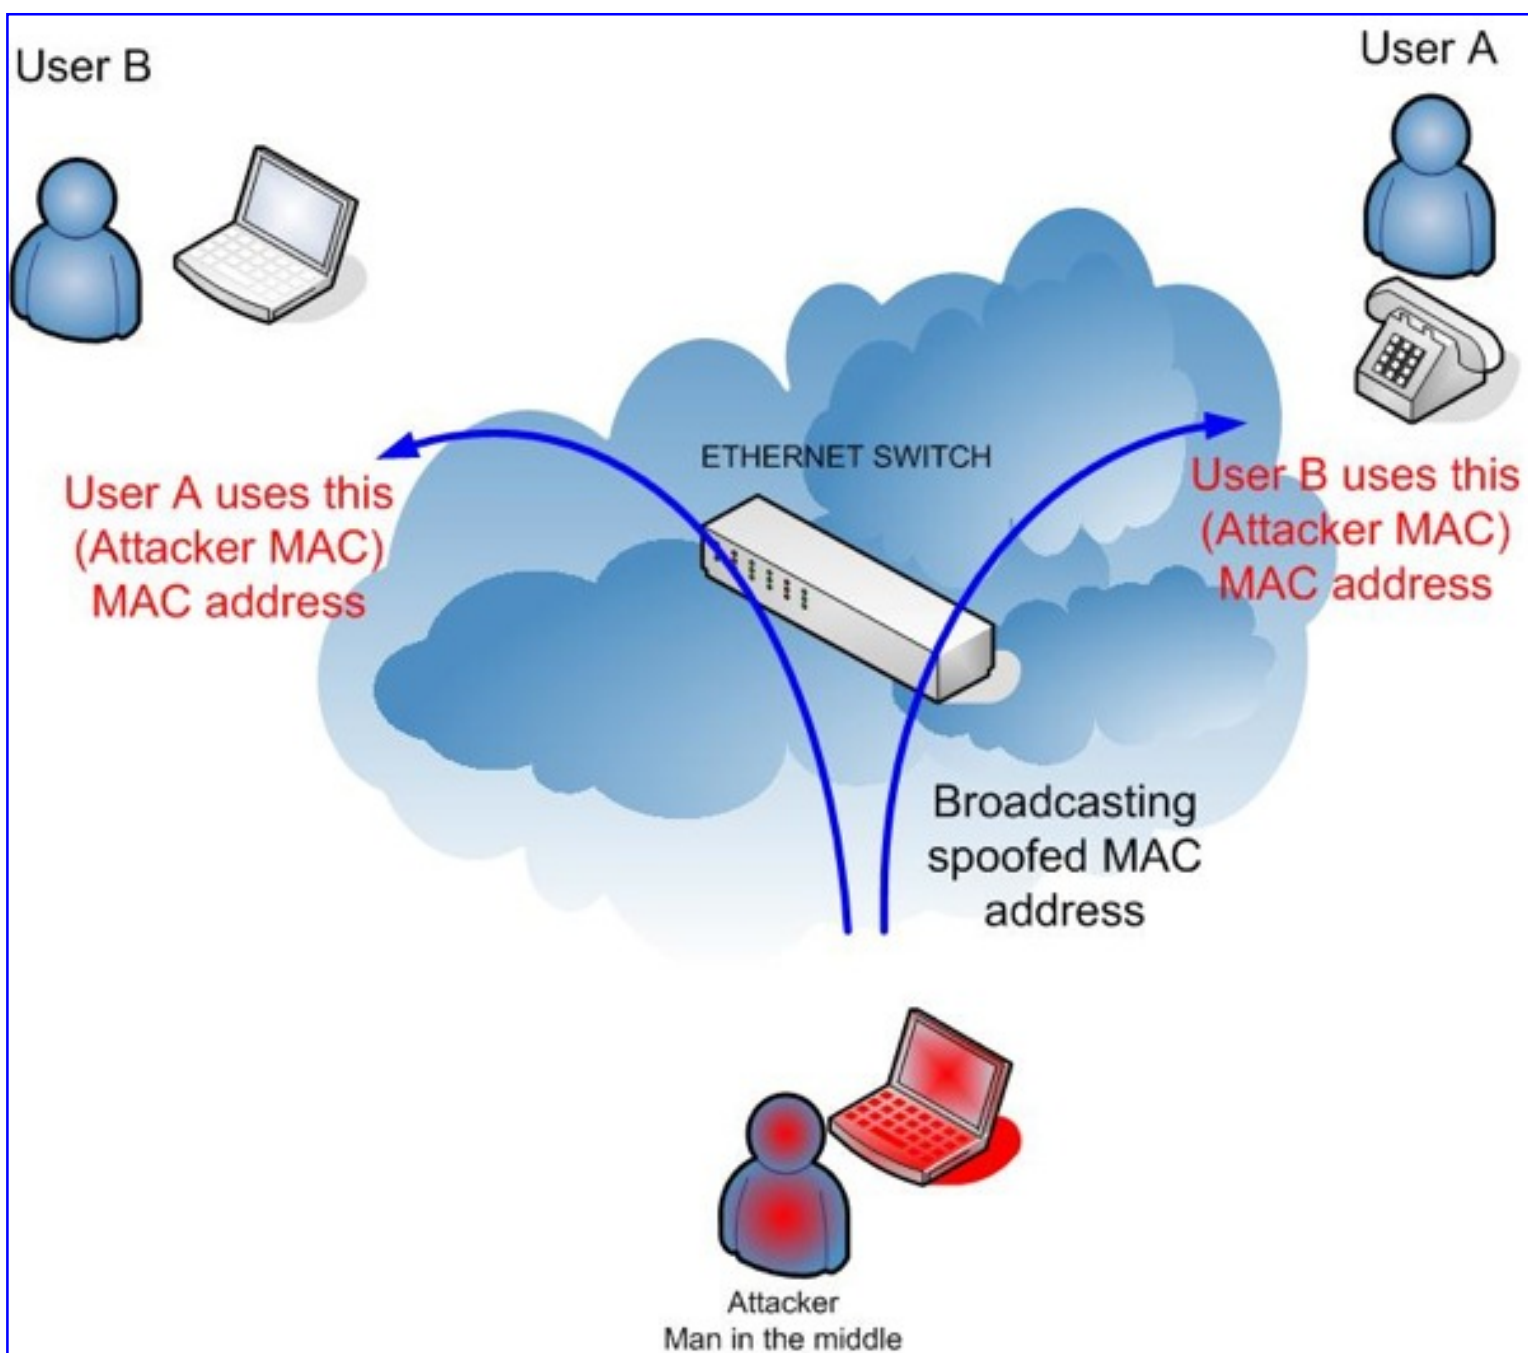 User B
User A
ETHERNET SWITCH
User A uses this
(Attacker MAC)
MAC address
User B uses this
(Attacker MAC)
MAC address
Broadcasting
spoofed MAC
address
Attacker
Man in the middle